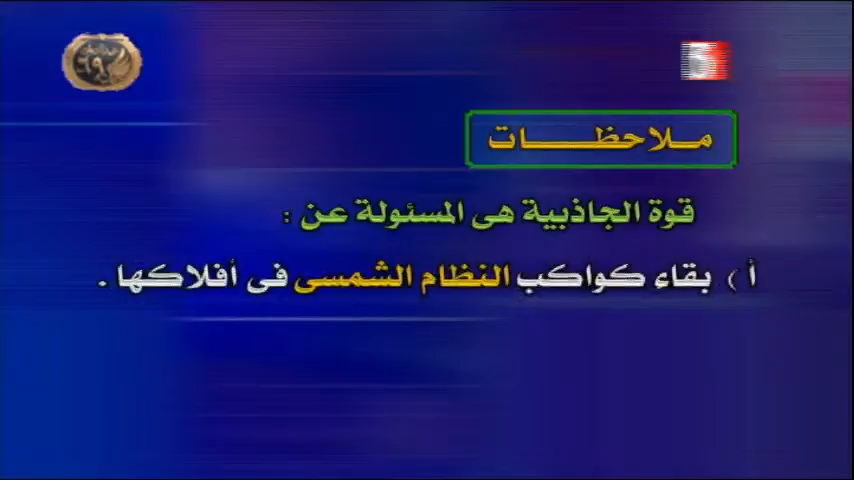 ملاحظات
قوة الجاذبية هى المسئولة عن :
أ ) بقاء كواكب النظام الشمسى فى أفلاكها .